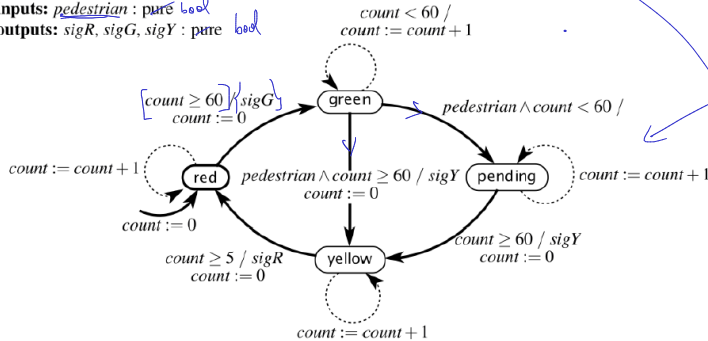 inputs: pedestrian : pure bool
outputs: sigR, sigG, sigY : pure bool
count < 60 /
count := count + 1
[count ≥ 60] / {sigG}
count := 0
green
pedestrian ∧ count < 60 /
count := count + 1
red
pedestrian ∧ count ≥ 60 / sigY
count := 0
pending
count := count + 1
count := 0
count ≥ 5 / sigR
count := 0
yellow
count ≥ 60 / sigY
count := 0
count := count + 1